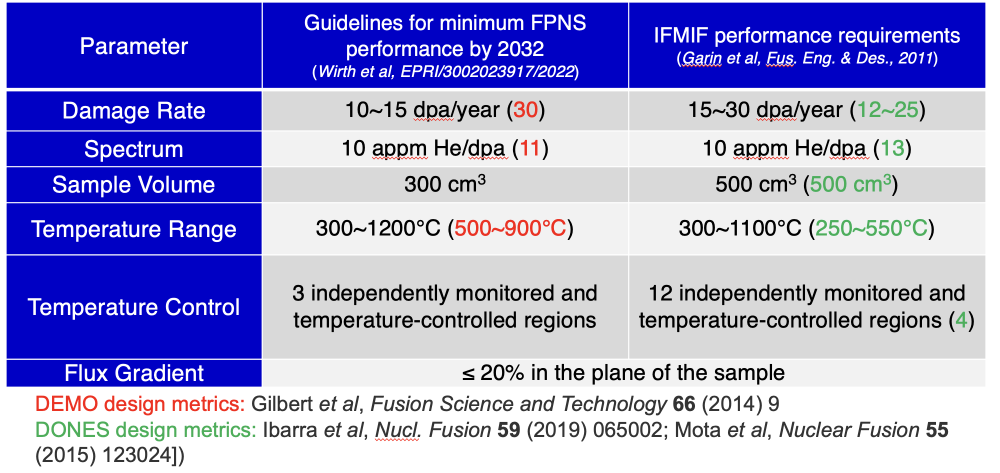 Parameter
Guidelines for minimum FPNS
performance by 2032
(Wirth et al, EPRI/3002023917/2022)
IFMIF performance requirements
(Garin et al, Fus. Eng. & Des., 2011)
Damage Rate
10~15 dpa/year (30)
15~30 dpa/year (12~25)
Spectrum
10 appm He/dpa (11)
10 appm He/dpa (13)
Sample Volume
300 cm³
500 cm³ (500 cm³)
Temperature Range
300~1200°C (500~900°C)
300~1100°C (250~550°C)
Temperature Control
3 independently monitored and
temperature-controlled regions
12 independently monitored and
temperature-controlled regions (4)
Flux Gradient
≤ 20% in the plane of the sample
DEMO design metrics: Gilbert et al, Fusion Science and Technology 66 (2014) 9
DONES design metrics: Ibarra et al, Nucl. Fusion 59 (2019) 065002; Mota et al, Nuclear Fusion 55
(2015) 123024])